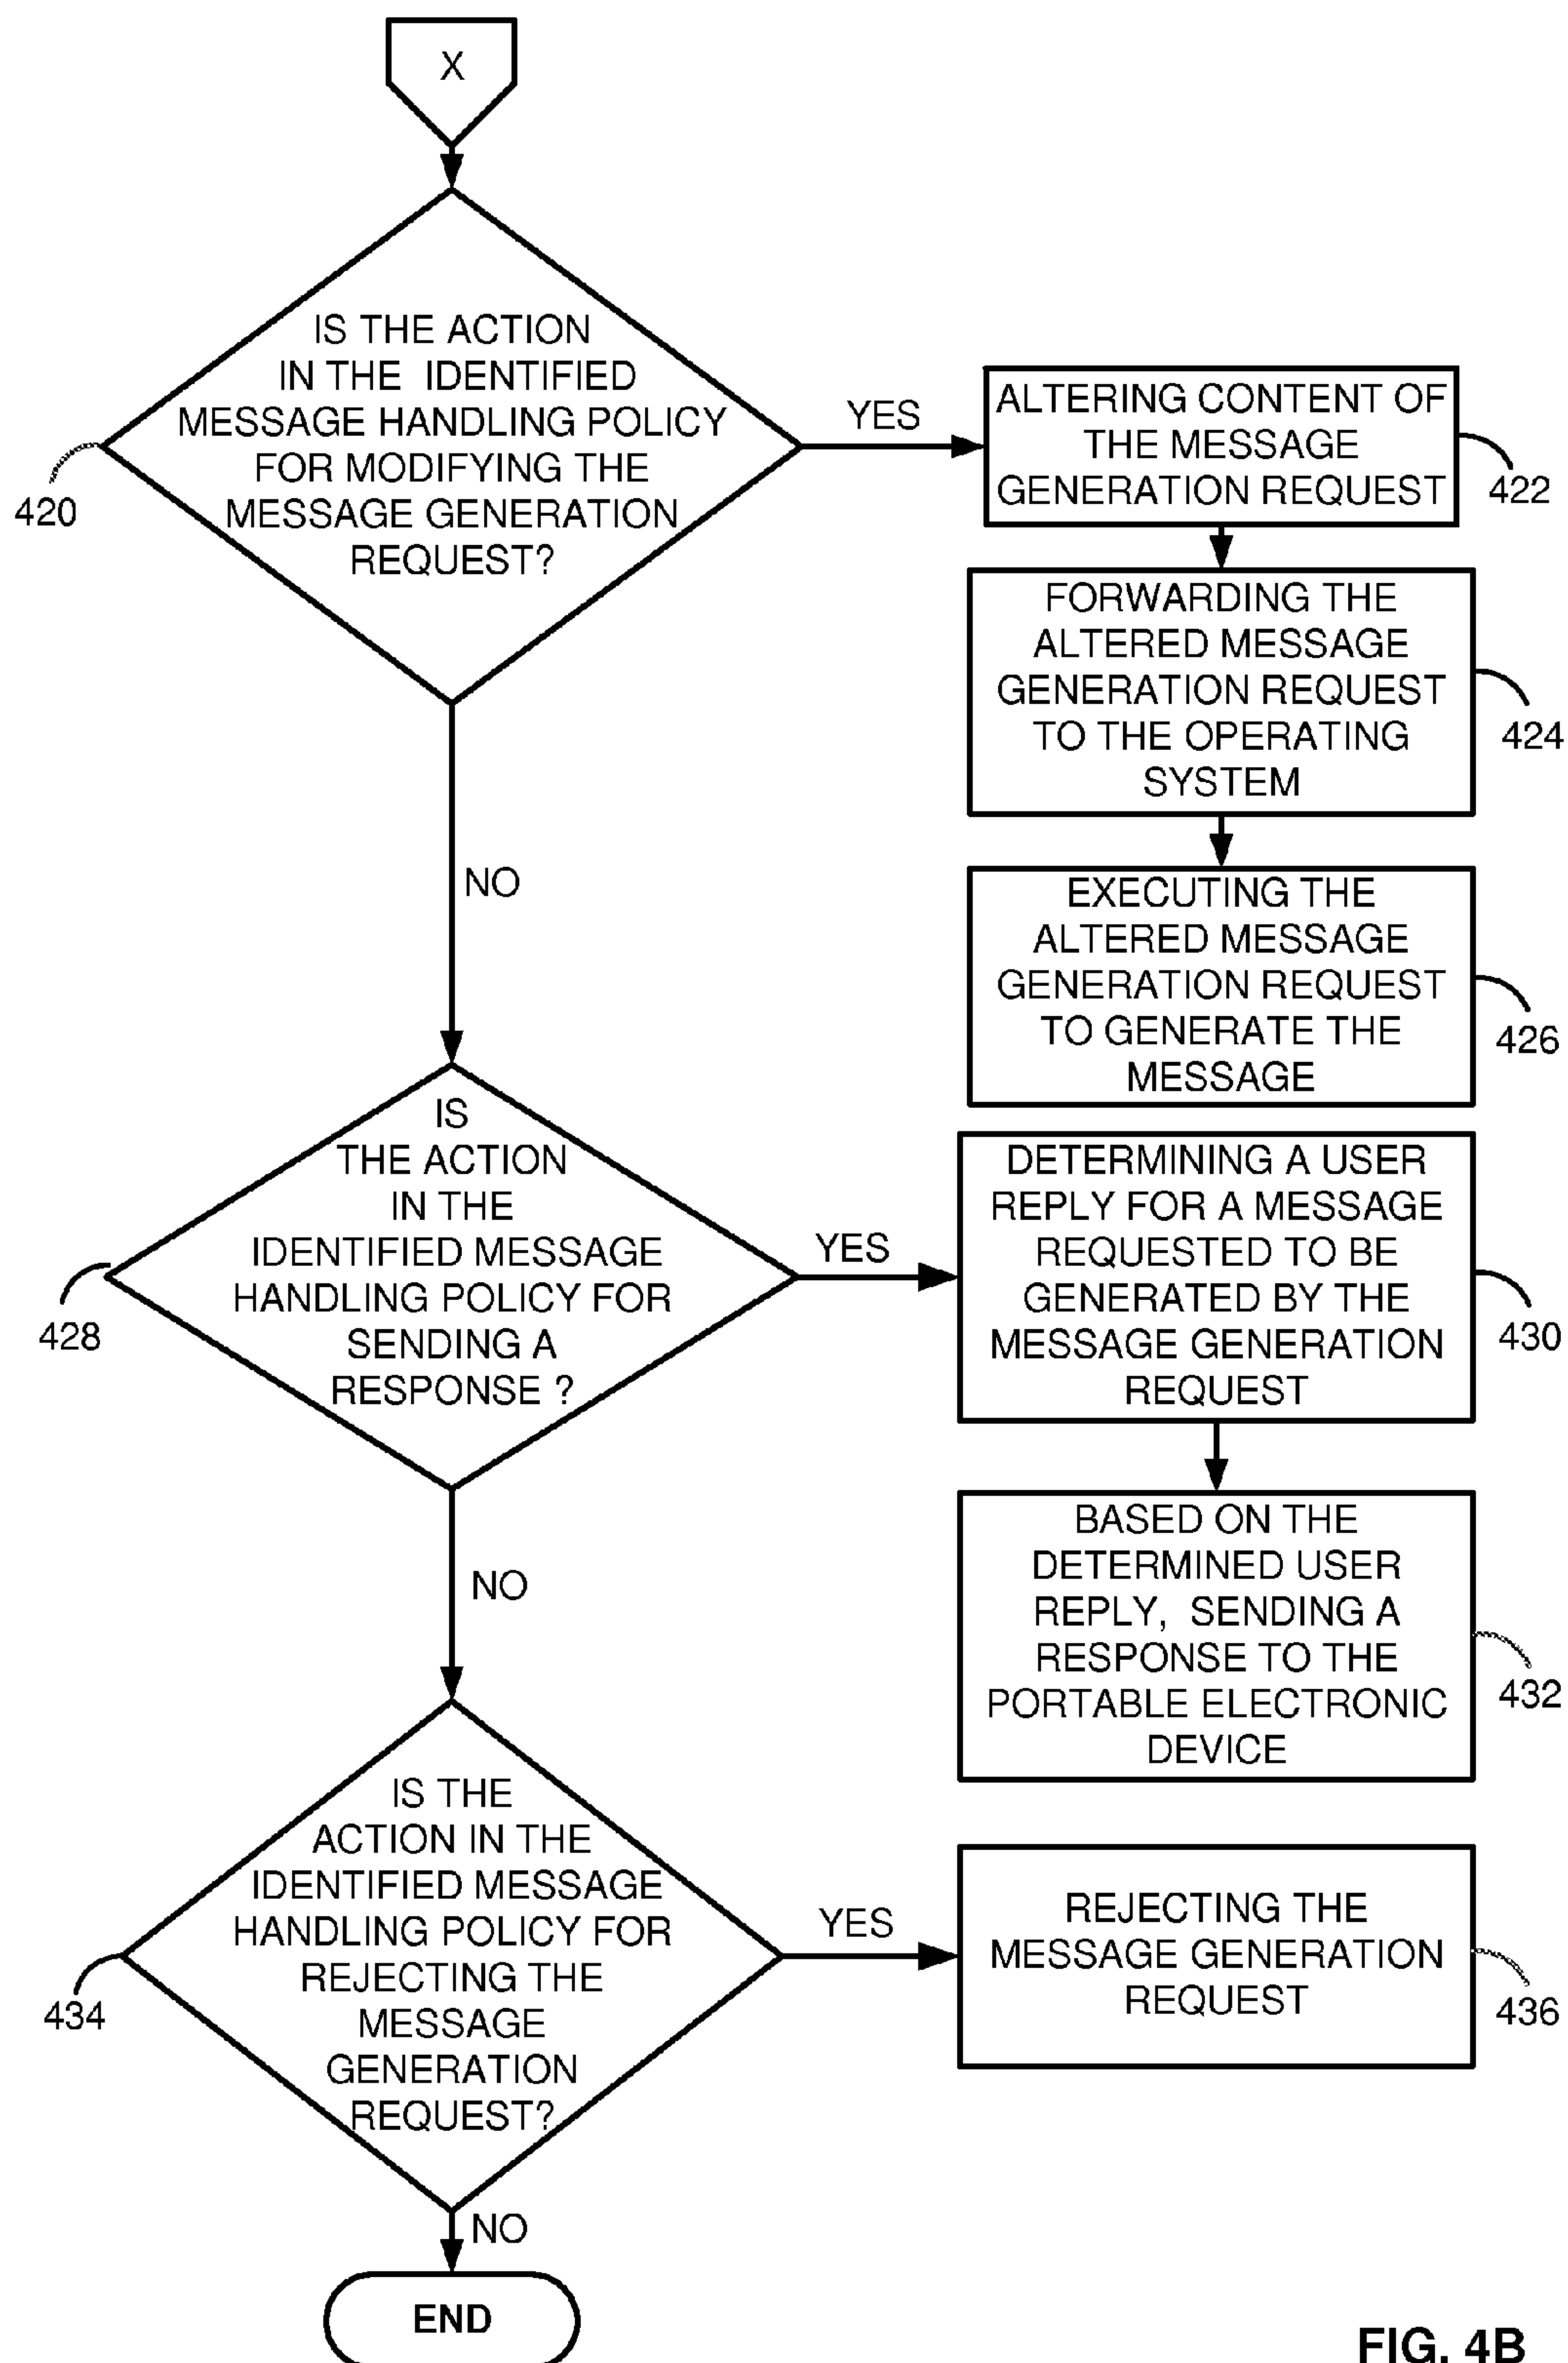 X
IS THE ACTION
IN THE IDENTIFIED
MESSAGE HANDLING POLICY
FOR MODIFYING THE
MESSAGE GENERATION
REQUEST?
420
YES
ALTERING CONTENT OF
THE MESSAGE
GENERATION REQUEST
422
FORWARDING THE
ALTERED MESSAGE
GENERATION REQUEST
TO THE OPERATING
SYSTEM
424
NO
EXECUTING THE
ALTERED MESSAGE
GENERATION REQUEST
TO GENERATE THE
MESSAGE
426
IS
THE ACTION
IN THE
IDENTIFIED MESSAGE
HANDLING POLICY FOR
SENDING A
RESPONSE ?
428
YES
DETERMINING A USER
REPLY FOR A MESSAGE
REQUESTED TO BE
GENERATED BY THE
MESSAGE GENERATION
REQUEST
430
NO
BASED ON THE
DETERMINED USER
REPLY, SENDING A
RESPONSE TO THE
PORTABLE ELECTRONIC
DEVICE
432
IS THE
ACTION IN THE
IDENTIFIED MESSAGE
HANDLING POLICY FOR
REJECTING THE
MESSAGE
GENERATION
REQUEST?
434
YES
REJECTING THE
MESSAGE GENERATION
REQUEST
436
NO
END
FIG. 4B